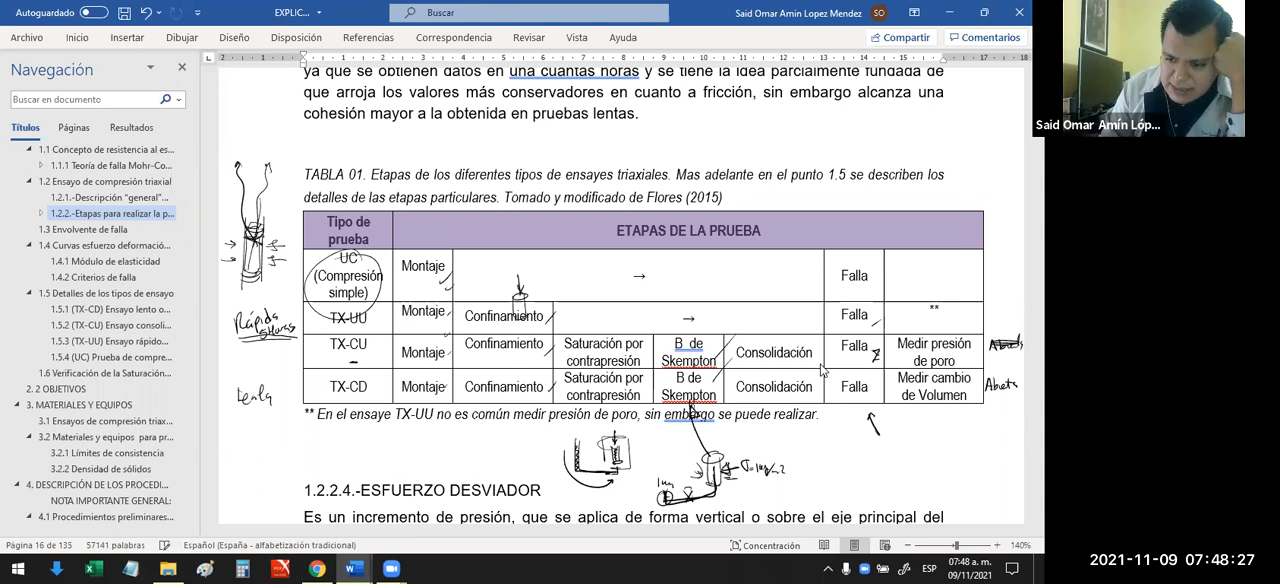 Autoguardado
EXPLIC...
Buscar
Said Omar Amin Lopez Mendez
SO
Archivo
Inicio
Insertar
Dibujar
Diseño
Disposición
Referencias
Correspondencia
Revisar
Vista
Ayuda
Compartir
Comentarios
Navegación
Buscar en documento
Títulos
Páginas
Resultados
1.1 Concepto de resistencia al es...
1.1.1 Teoría de falla Mohr-Co...
1.2 Ensayo de compresión triaxial
1.2.1.-Descripción “general”...
1.2.2.-Etapas para realizar la p...
1.3 Envolvente de falla
1.4 Curvas esfuerzo deformació...
1.4.1 Módulo de elasticidad
1.4.2 Criterios de falla
1.5 Detalles de los tipos de ensayo
1.5.1 (TX-CD) Ensayo lento o...
1.5.2 (TX-CU) Ensayo consoli...
1.5.3 (TX-UU) Ensayo rápido...
1.5.4 (UC) Prueba de compre...
1.6 Verificación de la Saturación...
2. 2 OBJETIVOS
3. MATERIALES Y EQUIPOS
3.1 Ensayos de compresión triax...
3.2 Materiales y equipos para pr...
3.2.1 Límites de consistencia
3.2.2 Densidad de sólidos
4. DESCRIPCIÓN DE LOS PROCEDI...
NOTA IMPORTANTE GENERAL:
4.1 Procedimientos preliminares...
ya que se obtienen datos en una cuantas horas y se tiene la idea parcialmente fundada de
que arroja los valores más conservadores en cuanto a fricción, sin embargo alcanza una
cohesión mayor a la obtenida en pruebas lentas.
TABLA 01. Etapas de los diferentes tipos de ensayes triaxiales. Mas adelante en el punto 1.5 se describen los
detalles de las etapas particulares. Tomado y modificado de Flores (2015)
Tipo de
prueba
ETAPAS DE LA PRUEBA
UC
(Compresión
simple)
Montaje
→
Falla
TX-UU
Montaje
Confinamiento
→
Falla
**
TX-CU
Montaje
Confinamiento
Saturación por
contrapresión
B de
Skempton
Consolidación
Falla
Medir presión
de poro
TX-CD
Montaje
Confinamiento
Saturación por
contrapresión
B de
Skempton
Consolidación
Falla
Medir cambio
de Volumen
Rápida
Lenta
** En el ensaye TX-UU no es común medir presión de poro, sin embargo se puede realizar.
1.2.2.4.-ESFUERZO DESVIADOR
Es un incremento de presión, que se aplica de forma vertical o sobre el eje principal del
Said Omar Amín Lóp...
Página 16 de 135
57141 palabras
Español (España - alfabetización tradicional)
Concentración
140%
ESP
07:48 a. m.
09/11/2021
2021-11-09 07:48:27